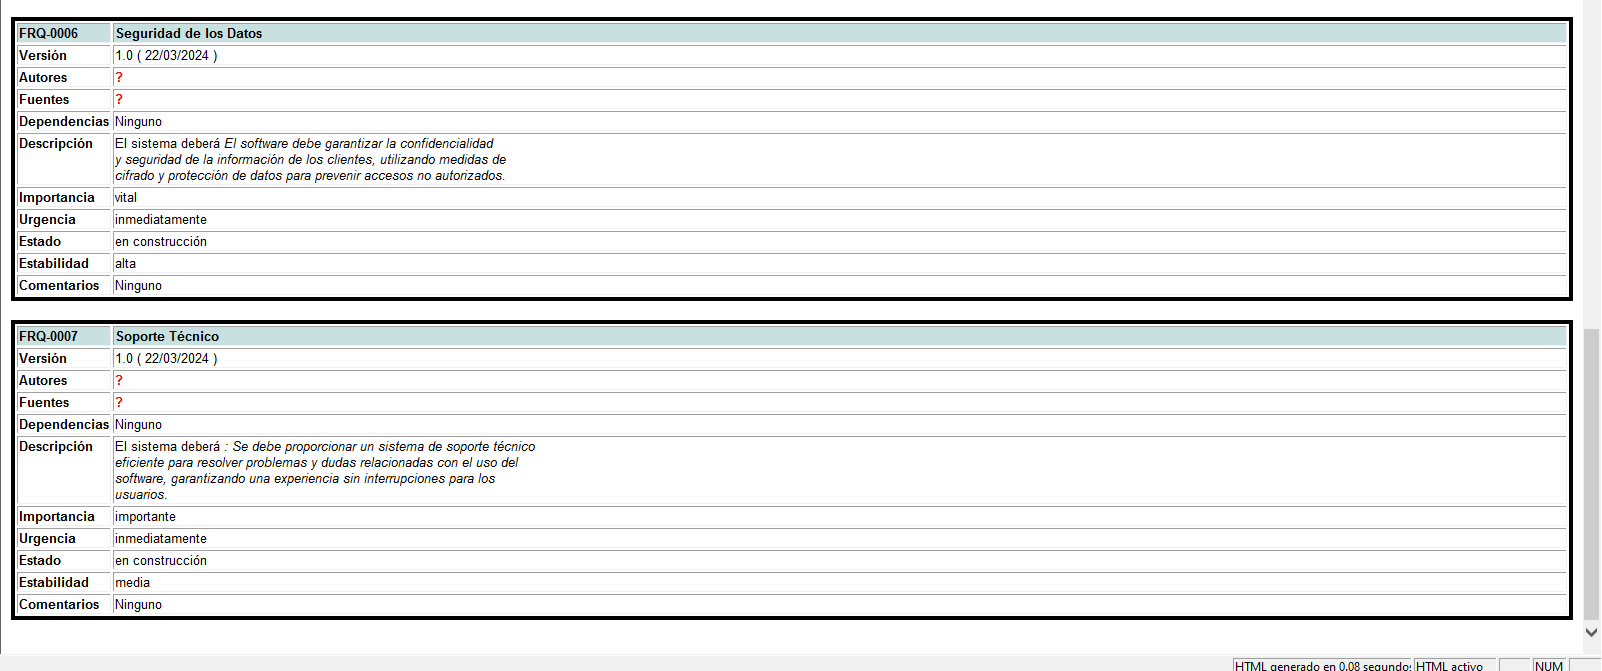 FRQ-0006 Seguridad de los Datos
Versión 1.0 ( 22/03/2024 )
Autores ?
Fuentes ?
Dependencias Ninguno
Descripción El sistema deberá El software debe garantizar la confidencialidad
y seguridad de la información de los clientes, utilizando medidas de
cifrado y protección de datos para prevenir accesos no autorizados.
Importancia vital
Urgencia inmediatamente
Estado en construcción
Estabilidad alta
Comentarios Ninguno
FRQ-0007 Soporte Técnico
Versión 1.0 ( 22/03/2024 )
Autores ?
Fuentes ?
Dependencias Ninguno
Descripción El sistema deberá : Se debe proporcionar un sistema de soporte técnico
eficiente para resolver problemas y dudas relacionadas con el uso del
software, garantizando una experiencia sin interrupciones para los
usuarios.
Importancia importante
Urgencia inmediatamente
Estado en construcción
Estabilidad media
Comentarios Ninguno
HTML generado en 0,08 segundos HTML activo NUM